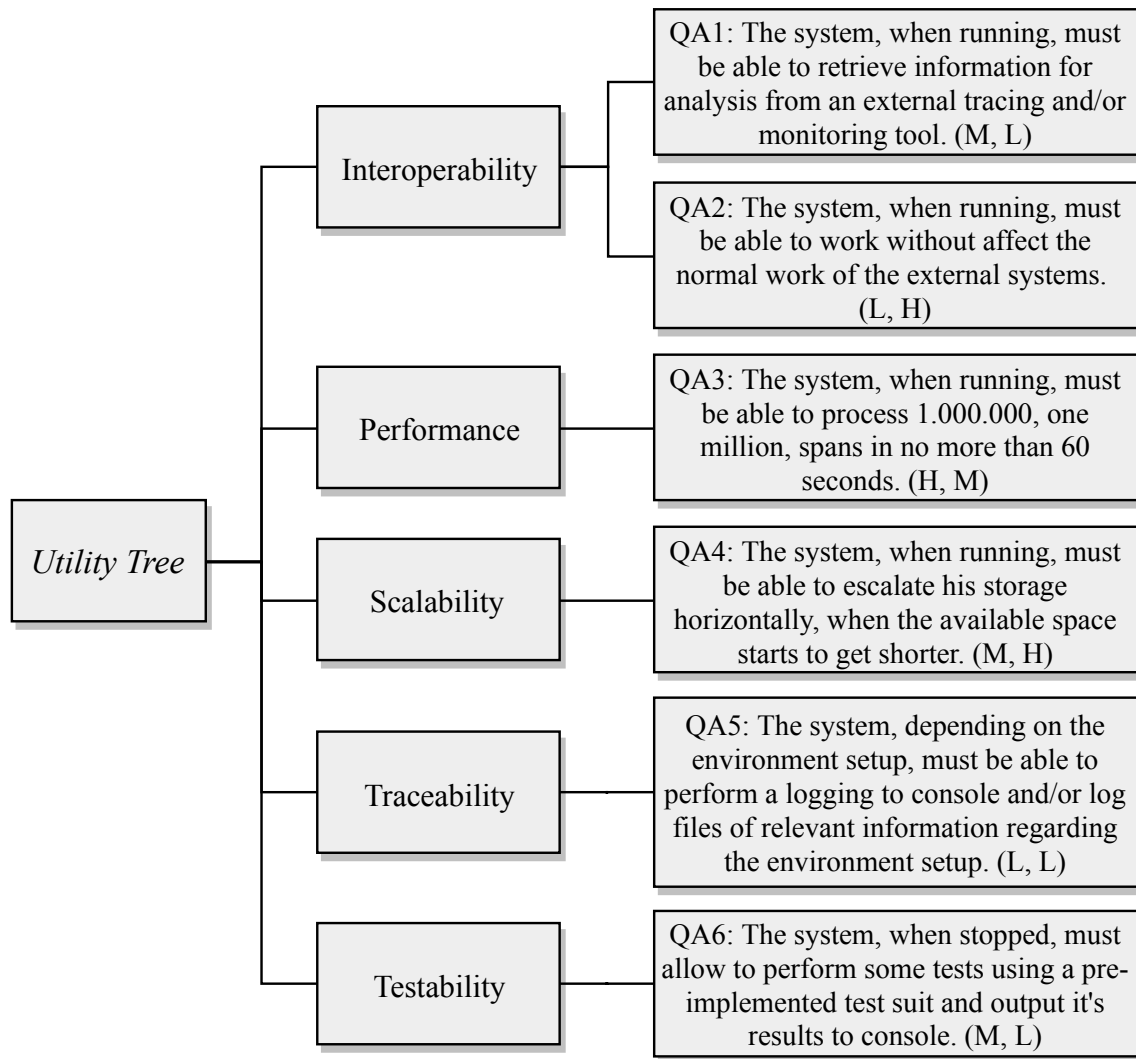 Utility Tree
Interoperability
QA1: The system, when running, must
be able to retrieve information for
analysis from an external tracing and/or
monitoring tool. (M, L)
QA2: The system, when running, must
be able to work without affect the
normal work of the external systems.
(L, H)
Performance
QA3: The system, when running, must
be able to process 1.000.000, one
million, spans in no more than 60
seconds. (H, M)
Scalability
QA4: The system, when running, must
be able to escalate his storage
horizontally, when the available space
starts to get shorter. (M, H)
Traceability
QA5: The system, depending on the
environment setup, must be able to
perform a logging to console and/or log
files of relevant information regarding
the environment setup. (L, L)
Testability
QA6: The system, when stopped, must
allow to perform some tests using a pre-
implemented test suit and output it's
results to console. (M, L)